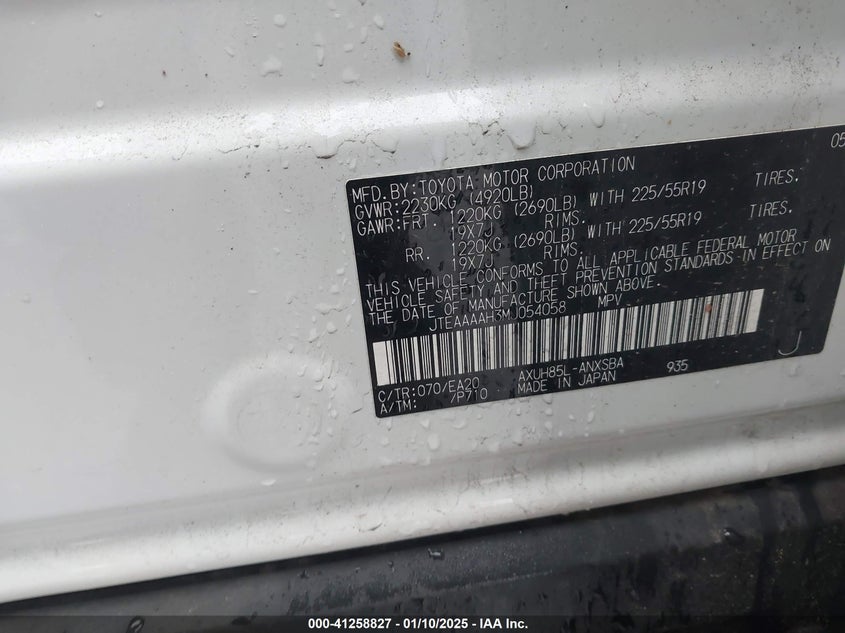 05
MFD. BY:TOYOTA MOTOR CORPORATION
GVWR:2230KG (4920LB)
GAWR:FRT. 1220KG (2690LB) WITH 225/55R19 TIRES.
19X7J RIMS.
RR. 1220KG (2690LB) WITH 225/55R19 TIRES.
19X7J RIMS.
THIS VEHICLE CONFORMS TO ALL APPLICABLE FEDERAL MOTOR
VEHICLE SAFETY AND THEFT PREVENTION STANDARDS IN EFFECT ON
THE DATE OF MANUFACTURE SHOWN ABOVE.
JTEAAAAH3MJ054058 MPV
C/TR:070/EA20 AXUH85L-ANXSBA 935 J
A/TM: /P710 MADE IN JAPAN
000-41258827 - 01/10/2025 - IAA Inc.